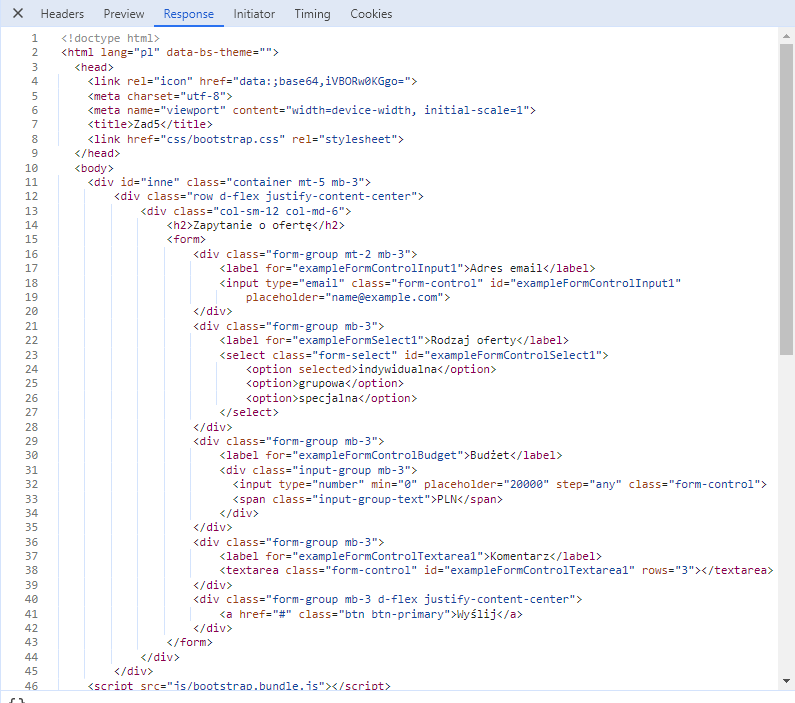 Headers Preview Response Initiator Timing Cookies
1 <!doctype html>
2 <html lang="pl" data-bs-theme="">
3 <head>
4 <link rel="icon" href="data:;base64,iVBORw0KGgo=">
5 <meta charset="utf-8">
6 <meta name="viewport" content="width=device-width, initial-scale=1">
7 <title>Zad5</title>
8 <link href="css/bootstrap.css" rel="stylesheet">
9 </head>
10 <body>
11 <div id="inne" class="container mt-5 mb-3">
12 <div class="row d-flex justify-content-center">
13 <div class="col-sm-12 col-md-6">
14 <h2>Zapytanie o ofertę</h2>
15 <form>
16 <div class="form-group mt-2 mb-3">
17 <label for="exampleFormControlInput1">Adres email</label>
18 <input type="email" class="form-control" id="exampleFormControlInput1"
19 placeholder="name@example.com">
20 </div>
21 <div class="form-group mb-3">
22 <label for="exampleFormSelect1">Rodzaj oferty</label>
23 <select class="form-select" id="exampleFormControlSelect1">
24 <option selected>indywidualna</option>
25 <option>grupowa</option>
26 <option>specjalna</option>
27 </select>
28 </div>
29 <div class="form-group mb-3">
30 <label for="exampleFormControlBudget">Budżet</label>
31 <div class="input-group mb-3">
32 <input type="number" min="0" placeholder="20000" step="any" class="form-control">
33 <span class="input-group-text">PLN</span>
34 </div>
35 </div>
36 <div class="form-group mb-3">
37 <label for="exampleFormControlTextarea1">Komentarz</label>
38 <textarea class="form-control" id="exampleFormControlTextarea1" rows="3"></textarea>
39 </div>
40 <div class="form-group mb-3 d-flex justify-content-center">
41 <a href="#" class="btn btn-primary">Wyślij</a>
42 </div>
43 </form>
44 </div>
45 </div>
46 <script src="js/bootstrap.bundle.js"></script>
{}